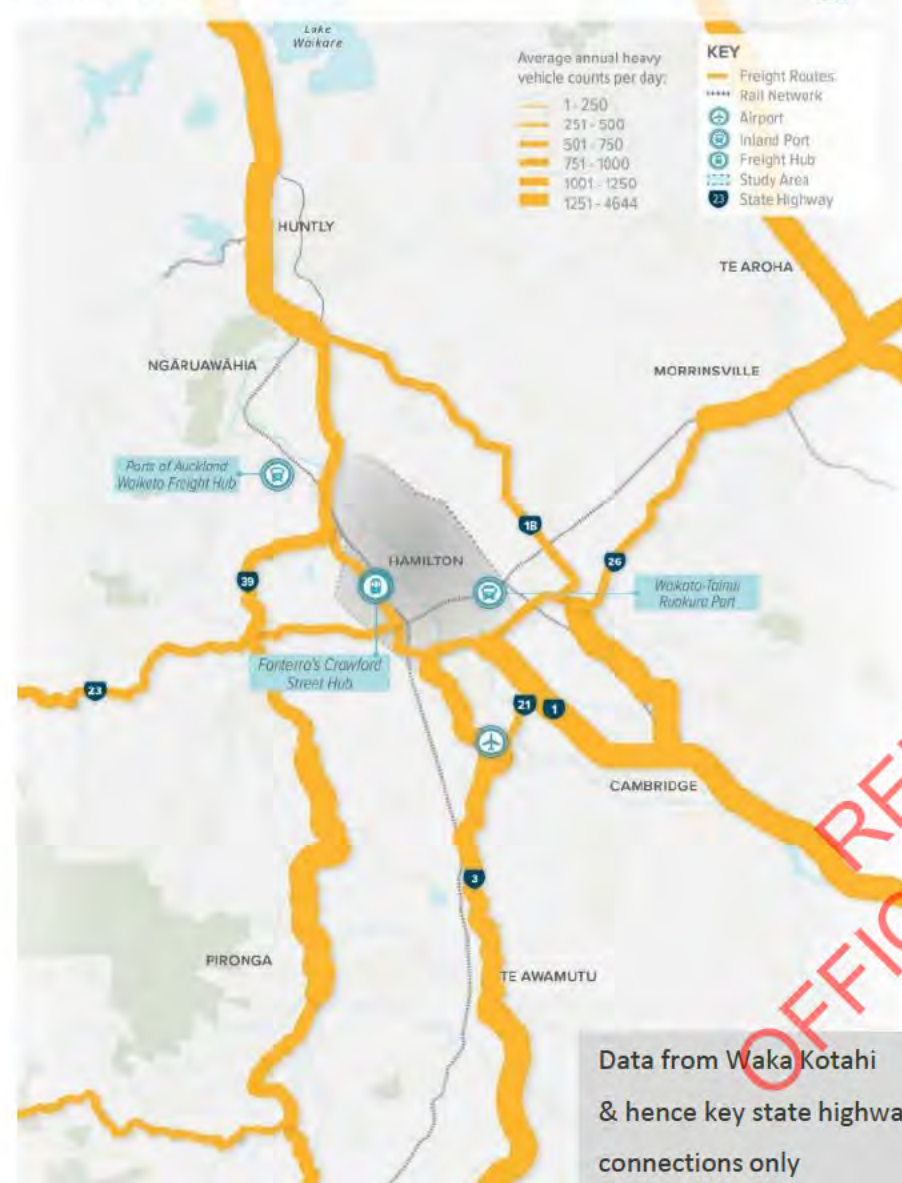 Lake
Waikare
Average annual heavy
vehicle counts per day:
1 - 250
251 - 500
501 - 750
751 - 1000
1001 - 1250
1251 - 4644
KEY
Freight Routes
Rail Network
Airport
Inland Port
Freight Hub
Study Area
23 State Highway
HUNTLY
TE AROHA
NGĀRUAWĀHIA
MORRINSVILLE
Ports of Auckland
Waikato Freight Hub
1B
HAMILTON
26
39
Waikato-Tainui
Ruakura Port
Fonterra's Crawford
Street Hub
23
21
1
CAMBRIDGE
3
PIRONGA
TE AWAMUTU
Data from Waka Kotahi
& hence key state highwa
connections only
RE
OFFIC